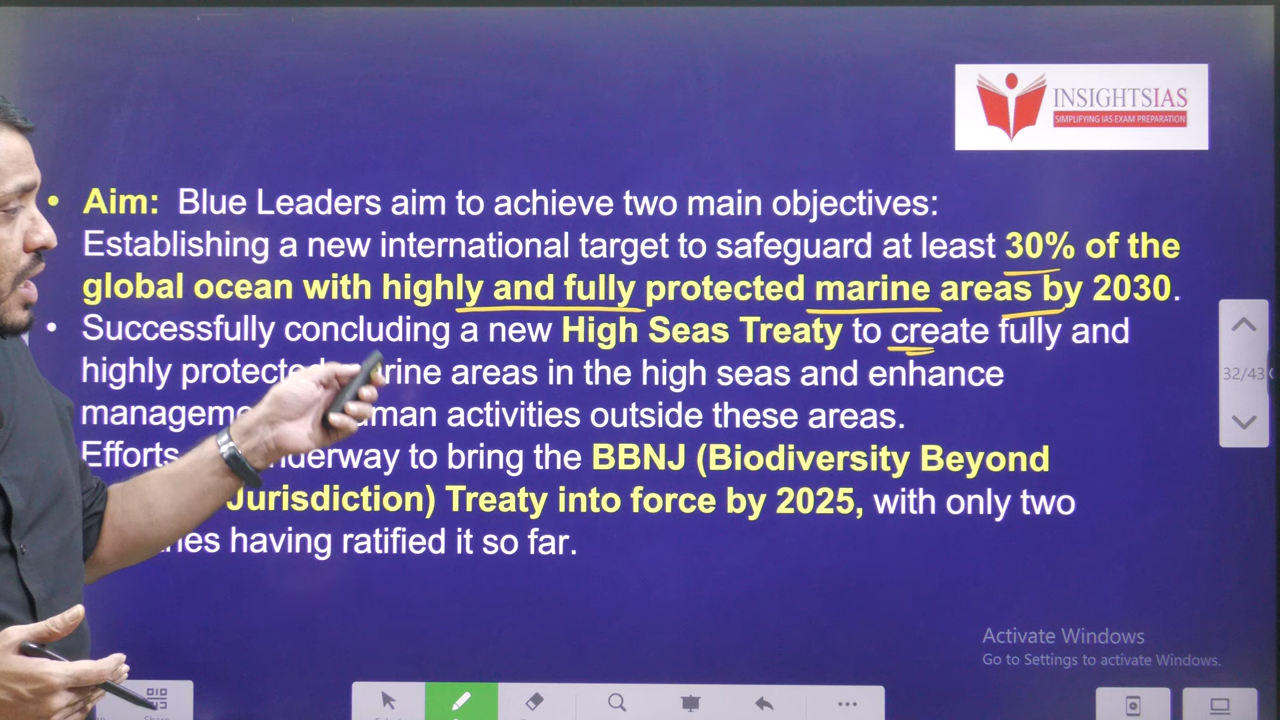 INSIGHTSIAS
SIMPLIFYING IAS EXAM PREPARATION
• Aim: Blue Leaders aim to achieve two main objectives:
Establishing a new international target to safeguard at least 30% of the
global ocean with highly and fully protected marine areas by 2030.
• Successfully concluding a new High Seas Treaty to create fully and
highly protected rine areas in the high seas and enhance
managem uman activities outside these areas.
Efforts nderway to bring the BBNJ (Biodiversity Beyond
Jurisdiction) Treaty into force by 2025, with only two
having ratified it so far.
32/43
Activate Windows
Go to Settings to activate Windows.
Share